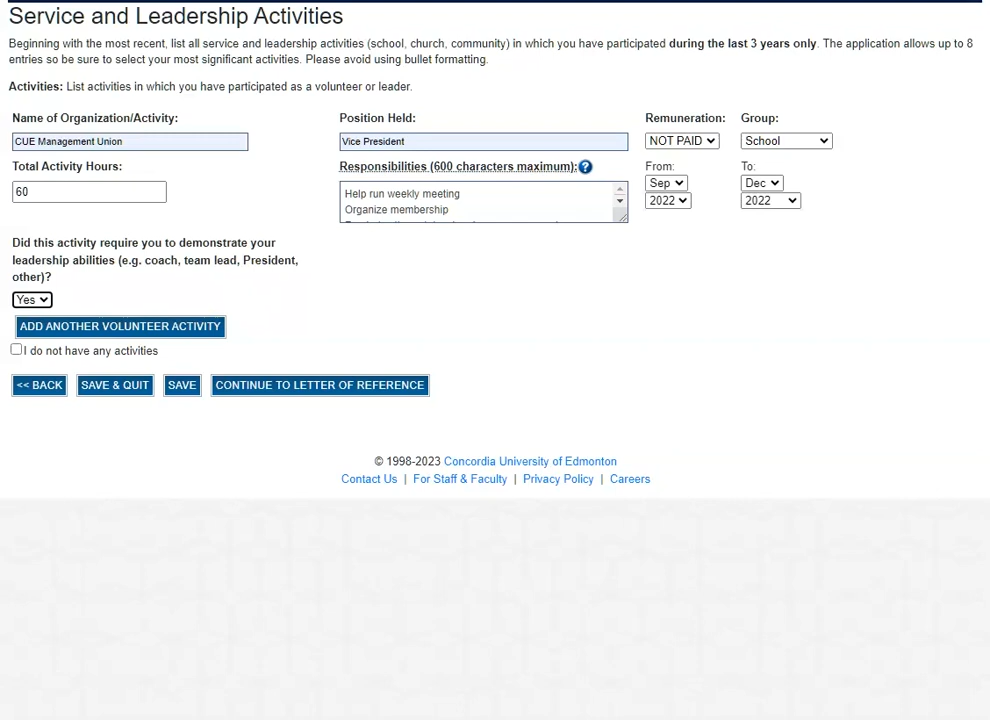 Service and Leadership Activities
Beginning with the most recent, list all service and leadership activities (school, church, community) in which you have participated during the last 3 years only. The application allows up to 8
entries so be sure to select your most significant activities. Please avoid using bullet formatting.
Activities: List activities in which you have participated as a volunteer or leader.
Name of Organization/Activity: Position Held: Remuneration: Group:
CUE Management Union Vice President NOT PAID School
Total Activity Hours: Responsibilities (600 characters maximum): ? From: To:
60 Help run weekly meeting Sep Dec
Organize membership 2022 2022
Did this activity require you to demonstrate your
leadership abilities (e.g. coach, team lead, President,
other)?
Yes
ADD ANOTHER VOLUNTEER ACTIVITY
I do not have any activities
<< BACK SAVE & QUIT SAVE CONTINUE TO LETTER OF REFERENCE
© 1998-2023 Concordia University of Edmonton
Contact Us | For Staff & Faculty | Privacy Policy | Careers